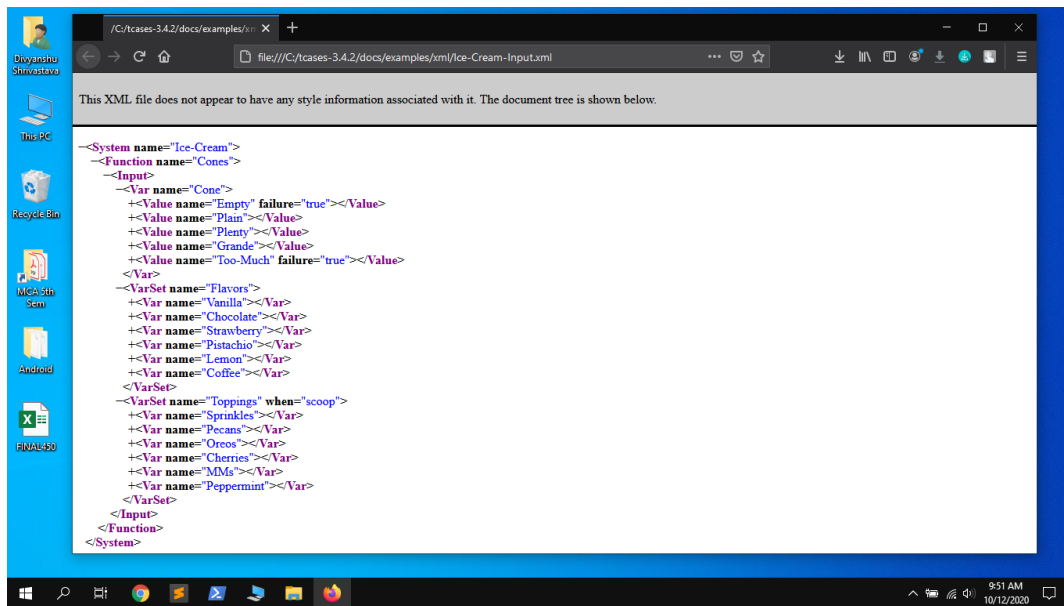 /C:/tcases-3.4.2/docs/examples/xm
file:///C:/tcases-3.4.2/docs/examples/xml/Ice-Cream-Input.xml
Divyanshu
Shrivastava
This PC
Recycle Bin
MCA 5th
Sem
Android
FINAL450
This XML file does not appear to have any style information associated with it. The document tree is shown below.
−<System name="Ice-Cream">
−<Function name="Cones">
−<Input>
−<Var name="Cone">
+<Value name="Empty" failure="true"></Value>
+<Value name="Plain"></Value>
+<Value name="Plenty"></Value>
+<Value name="Grande"></Value>
+<Value name="Too-Much" failure="true"></Value>
</Var>
−<VarSet name="Flavors">
+<Var name="Vanilla"></Var>
+<Var name="Chocolate"></Var>
+<Var name="Strawberry"></Var>
+<Var name="Pistachio"></Var>
+<Var name="Lemon"></Var>
+<Var name="Coffee"></Var>
</VarSet>
−<VarSet name="Toppings" when="scoop">
+<Var name="Sprinkles"></Var>
+<Var name="Pecans"></Var>
+<Var name="Oreos"></Var>
+<Var name="Cherries"></Var>
+<Var name="MMs"></Var>
+<Var name="Peppermint"></Var>
</VarSet>
</Input>
</Function>
</System>
9:51 AM
10/12/2020